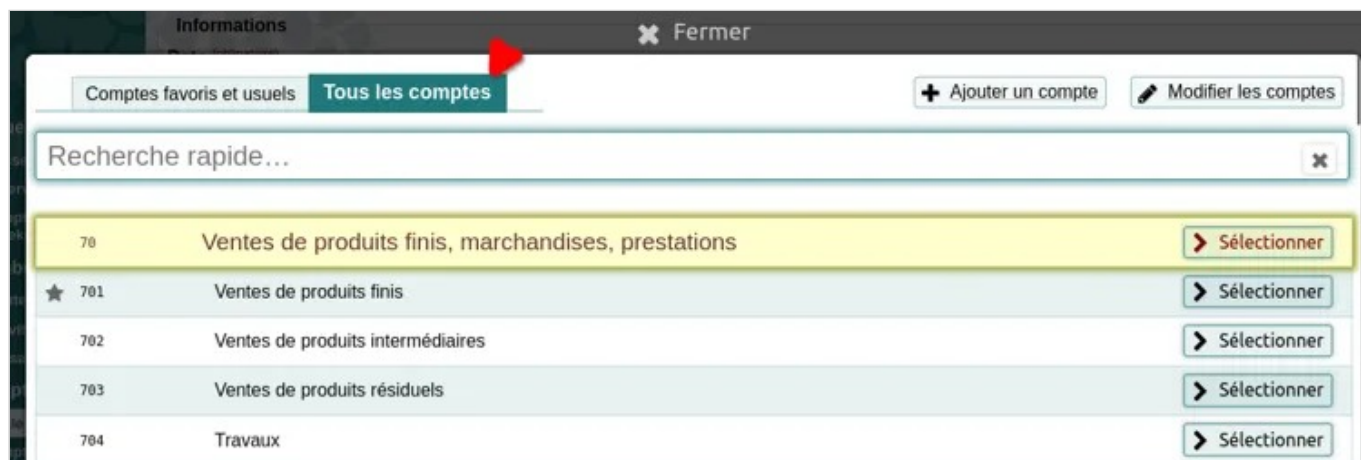 Informations
Fermer
Comptes favoris et usuels Tous les comptes Ajouter un compte Modifier les comptes
Recherche rapide…
70 Ventes de produits finis, marchandises, prestations Sélectionner
701 Ventes de produits finis Sélectionner
702 Ventes de produits intermédiaires Sélectionner
703 Ventes de produits résiduels Sélectionner
704 Travaux Sélectionner